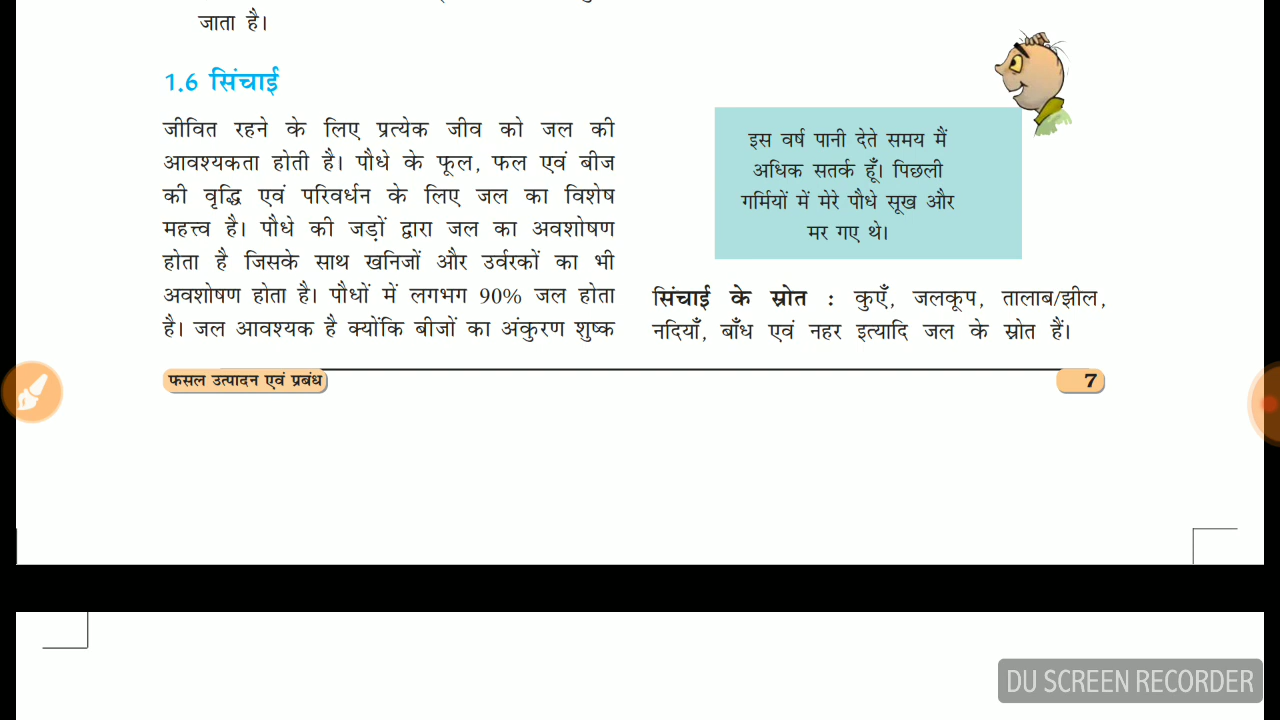 जाता है।
1.6 सिंचाई
जीवित रहने के लिए प्रत्येक जीव को जल की
आवश्यकता होती है। पौधे के फूल, फल एवं बीज
की वृद्धि एवं परिवर्धन के लिए जल का विशेष
महत्त्व है। पौधे की जड़ों द्वारा जल का अवशोषण
होता है जिसके साथ खनिजों और उर्वरकों का भी
अवशोषण होता है। पौधों में लगभग 90% जल होता
है। जल आवश्यक है क्योंकि बीजों का अंकुरण शुष्क
इस वर्ष पानी देते समय मैं
अधिक सतर्क हूँ। पिछली
गर्मियों में मेरे पौधे सूख और
मर गए थे।
सिंचाई के स्रोत : कुएँ, जलकूप, तालाब/झील,
नदियाँ, बाँध एवं नहर इत्यादि जल के स्रोत हैं।
फसल उत्पादन एवं प्रबंध
7
DU SCREEN RECORDER